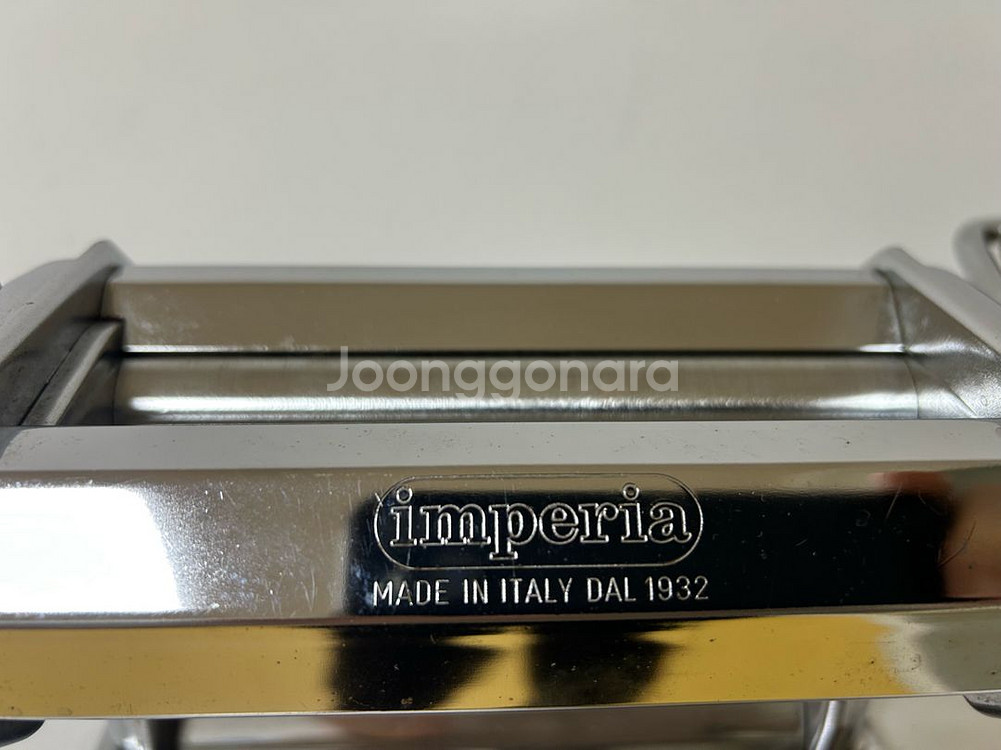 Joonggonara
imperia
MADE IN ITALY DAL 1932